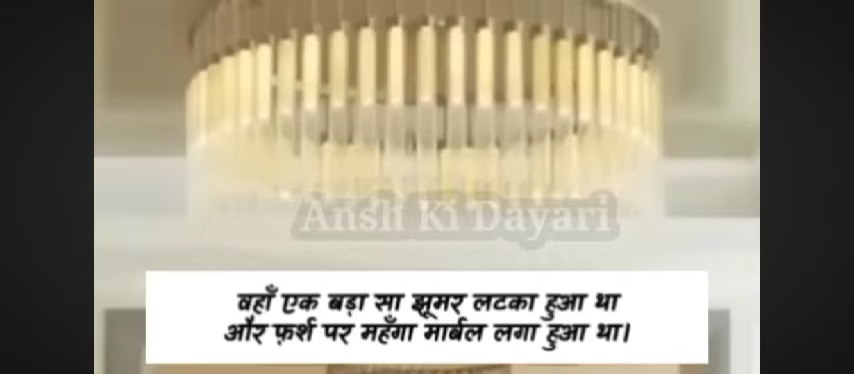 Ansh Ki Dayari
वहाँ एक बड़ा सा झूमर लटका हुआ था
और फ़र्श पर महँगा मार्बल लगा हुआ था।